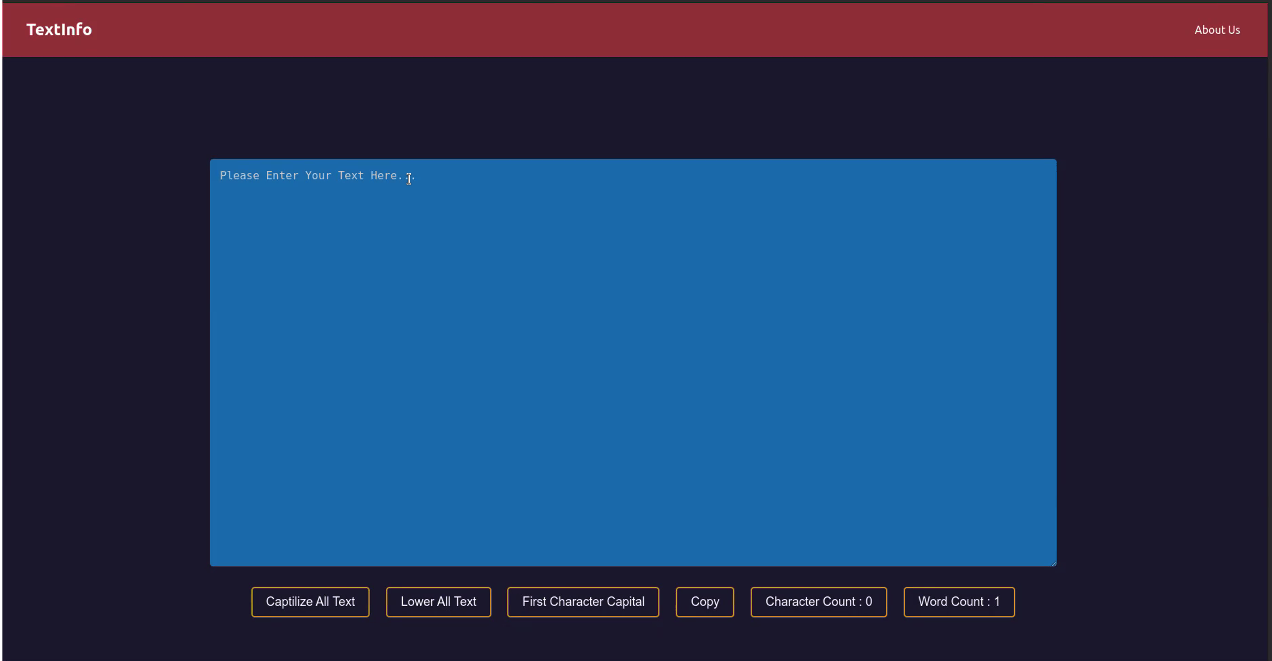 TextInfo
About Us
Please Enter Your Text Here...
Captilize All Text
Lower All Text
First Character Capital
Copy
Character Count : 0
Word Count : 1